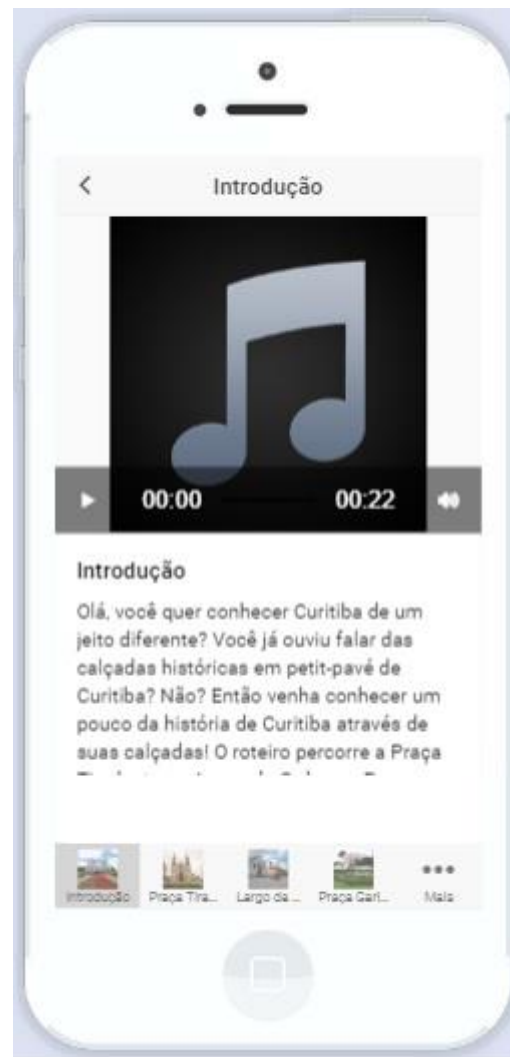 Introdução
00:00 00:22
Introdução
Olá, você quer conhecer Curitiba de um
jeito diferente? Você já ouviu falar das
calçadas históricas em petit-pavé de
Curitiba? Não? Então venha conhecer um
pouco da história de Curitiba através de
suas calçadas! O roteiro percorre a Praça
Introdução Praça Tira... Largo da ... Praça Gari... Mais